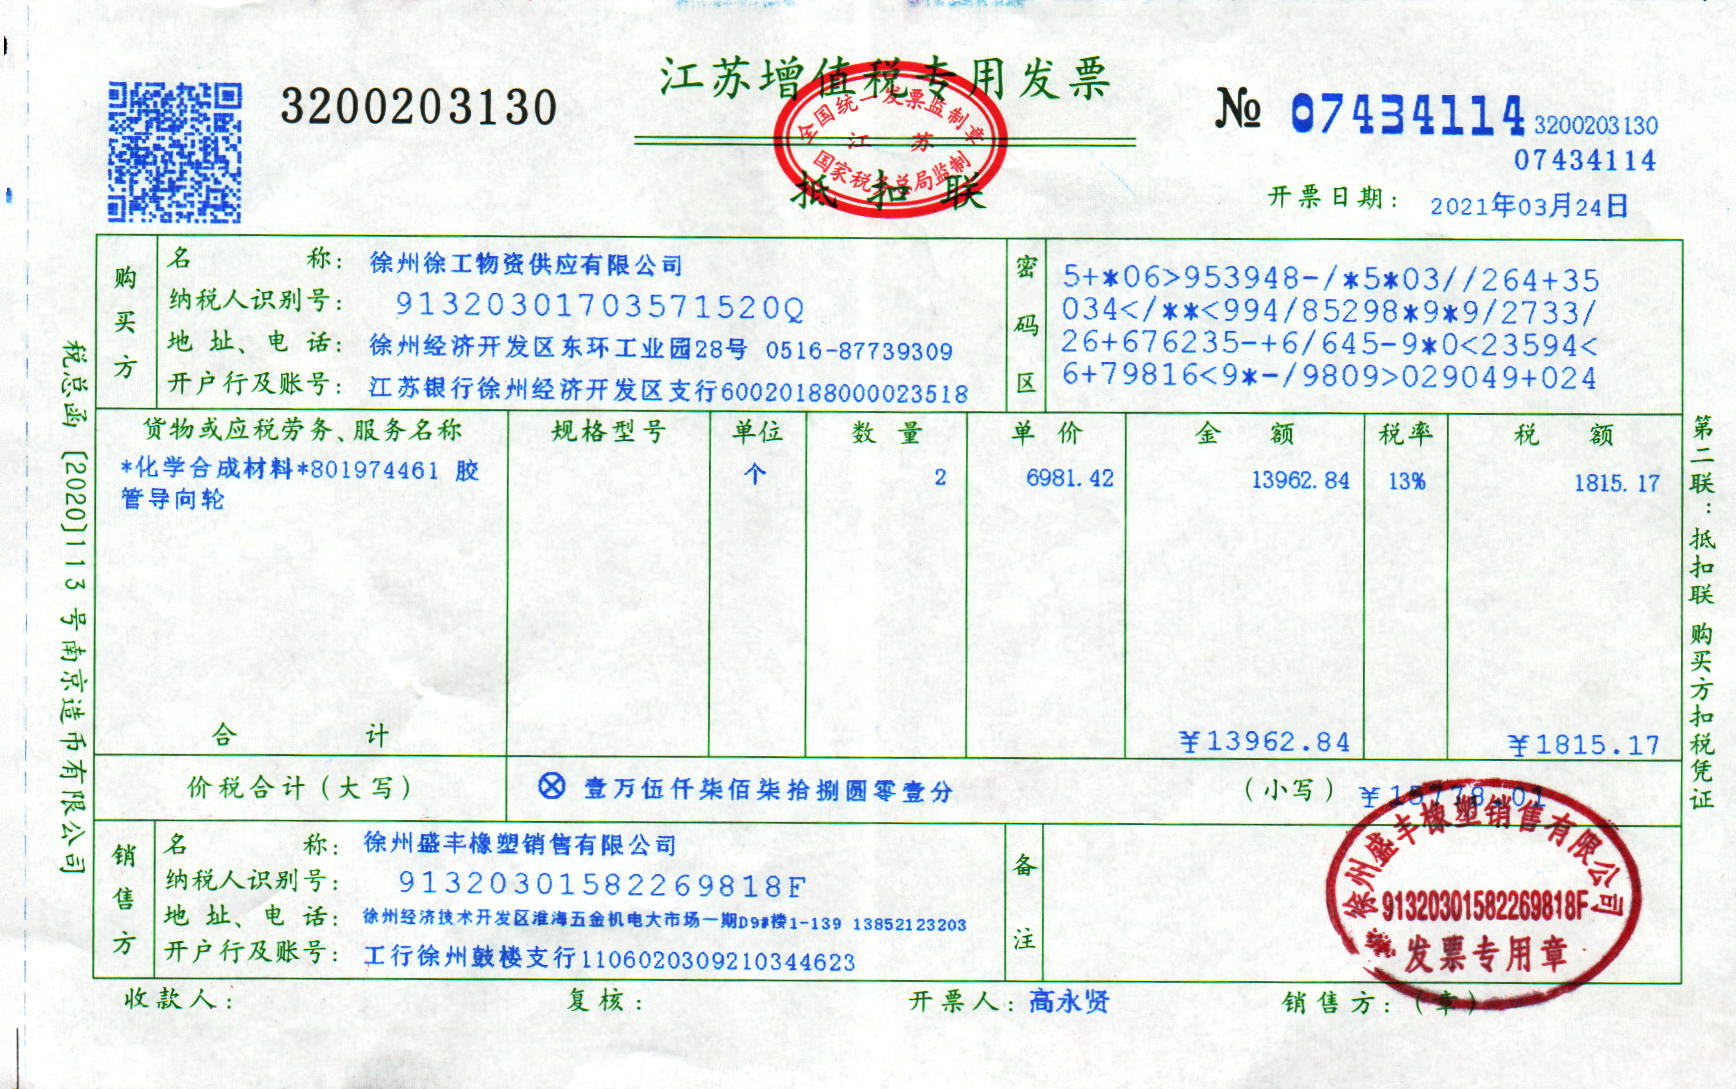 江苏增值税专用发票
3200203130
№ 07434114
3200203130
07434114
全国统一发票监制章
江 苏
国家税务总局监制
抵扣联
开票日期: 2021年03月24日
购买方
名 称: 徐州徐工物资供应有限公司
纳税人识别号: 91320301703571520Q
地 址、电 话: 徐州经济开发区东环工业园28号 0516-87739309
开户行及账号: 江苏银行徐州经济开发区支行60020188000023518
密码区
5+*06>953948-/*5*03//264+35
034</**<994/85298*9*9/2733/
26+676235-+6/645-9*0<23594<
6+79816<9*-/9809>029049+024
货物或应税劳务、服务名称 规格型号 单位 数 量 单 价 金 额 税率 税 额
*化学合成材料*801974461 胶 个 2 6981.42 13962.84 13% 1815.17
管导向轮
合 计 ¥13962.84 ¥1815.17
价税合计(大写) ⊗ 壹万伍仟柒佰柒拾捌圆零壹分 (小写) ¥15778.01
销售方
名 称: 徐州盛丰橡塑销售有限公司
纳税人识别号: 91320301582269818F
地 址、电 话: 徐州经济技术开发区淮海五金机电大市场一期D9#楼1-139 13852123203
开户行及账号: 工行徐州鼓楼支行1106020309210344623
备注
徐州盛丰橡塑销售有限公司
91320301582269818F
发票专用章
收款人: 复核: 开票人: 高永贤 销售方: (章)
税总函〔2020〕113号南京造币有限公司
第二联:抵扣联 购买方扣税凭证